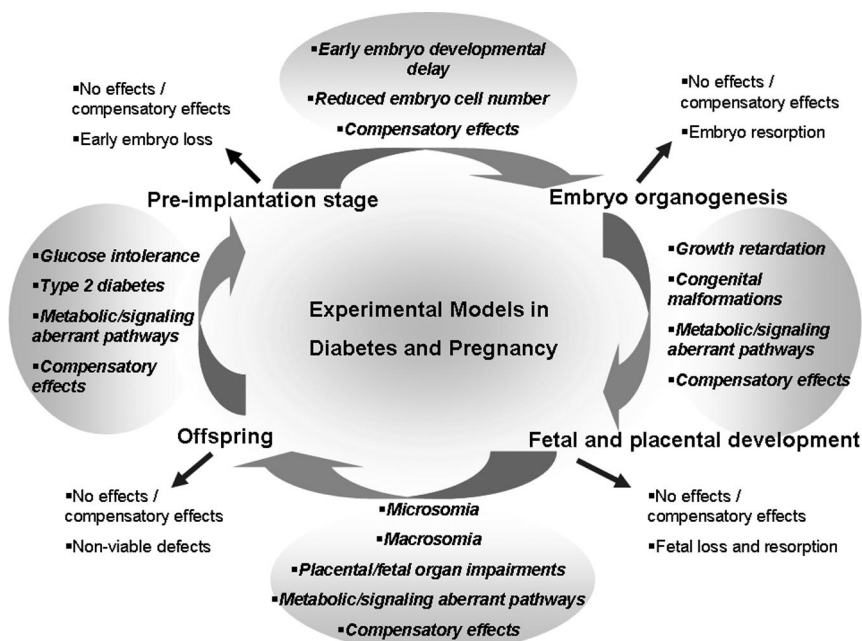 ▪Early embryo developmental
delay
▪Reduced embryo cell number
▪Compensatory effects
▪No effects /
compensatory effects
▪Early embryo loss
▪No effects /
compensatory effects
▪Embryo resorption
Pre-implantation stage
Embryo organogenesis
▪Glucose intolerance
▪Type 2 diabetes
▪Metabolic/signaling
aberrant pathways
▪Compensatory
effects
Experimental Models in
Diabetes and Pregnancy
▪Growth retardation
▪Congenital
malformations
▪Metabolic/signaling
aberrant pathways
▪Compensatory effects
Offspring
Fetal and placental development
▪No effects /
compensatory effects
▪Non-viable defects
▪Microsomia
▪Macrosomia
▪Placental/fetal organ impairments
▪Metabolic/signaling aberrant pathways
▪Compensatory effects
▪No effects /
compensatory effects
▪Fetal loss and resorption